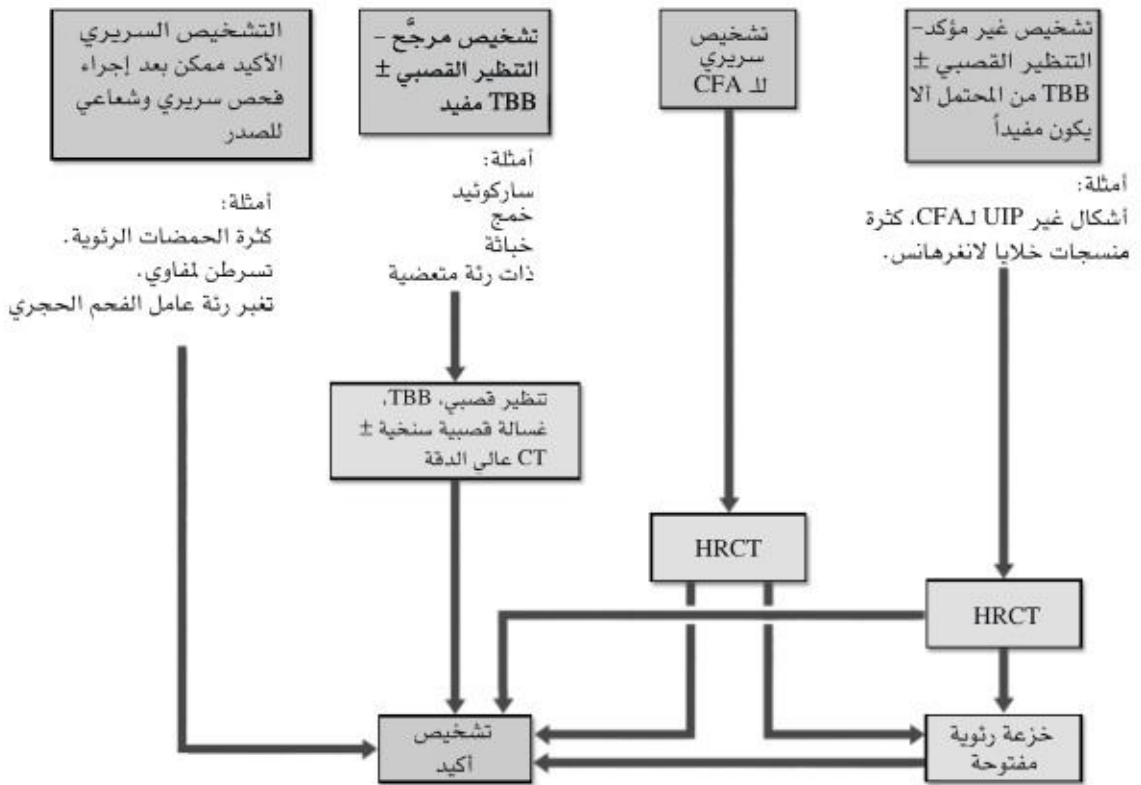 تشخيص غير مؤكد-
التنظير القصبي ±
TBB من المحتمل ألا
يكون مفيداً
أمثلة:
أشكال غير UIP لـCFA، كثرة
منسجات خلايا لانغرهانس.
تشخيص
سريري
للـ CFA
تشخيص مرجَّح -
التنظير القصبي ±
TBB مفيد
أمثلة:
ساركوئيد
خمج
خباثة
ذات رئة متعضية
التشخيص السريري
الأكيد ممكن بعد إجراء
فحص سريري وشعاعي
للصدر
أمثلة:
كثرة الحمضات الرئوية.
تسرطن لمفاوي.
تغبر رئة عامل الفحم الحجري
تنظير قصبي، TBB،
غسالة قصبية سنخية ±
CT عالي الدقة
HRCT
HRCT
خزعة رئوية
مفتوحة
تشخيص
أكيد